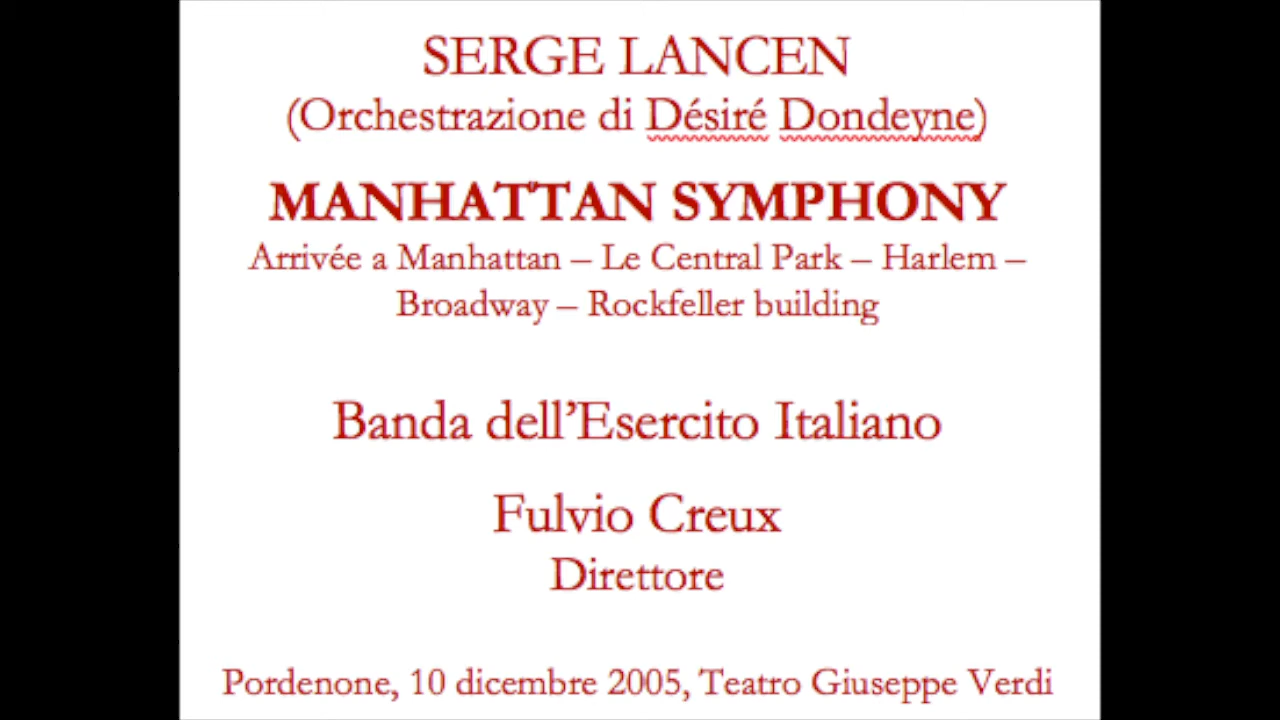 SERGE LANCEN
(Orchestrazione di Désiré Dondeyne)
MANHATTAN SYMPHONY
Arrivée a Manhattan – Le Central Park – Harlem –
Broadway – Rockfeller building
Banda dell’Esercito Italiano
Fulvio Creux
Direttore
Pordenone, 10 dicembre 2005, Teatro Giuseppe Verdi